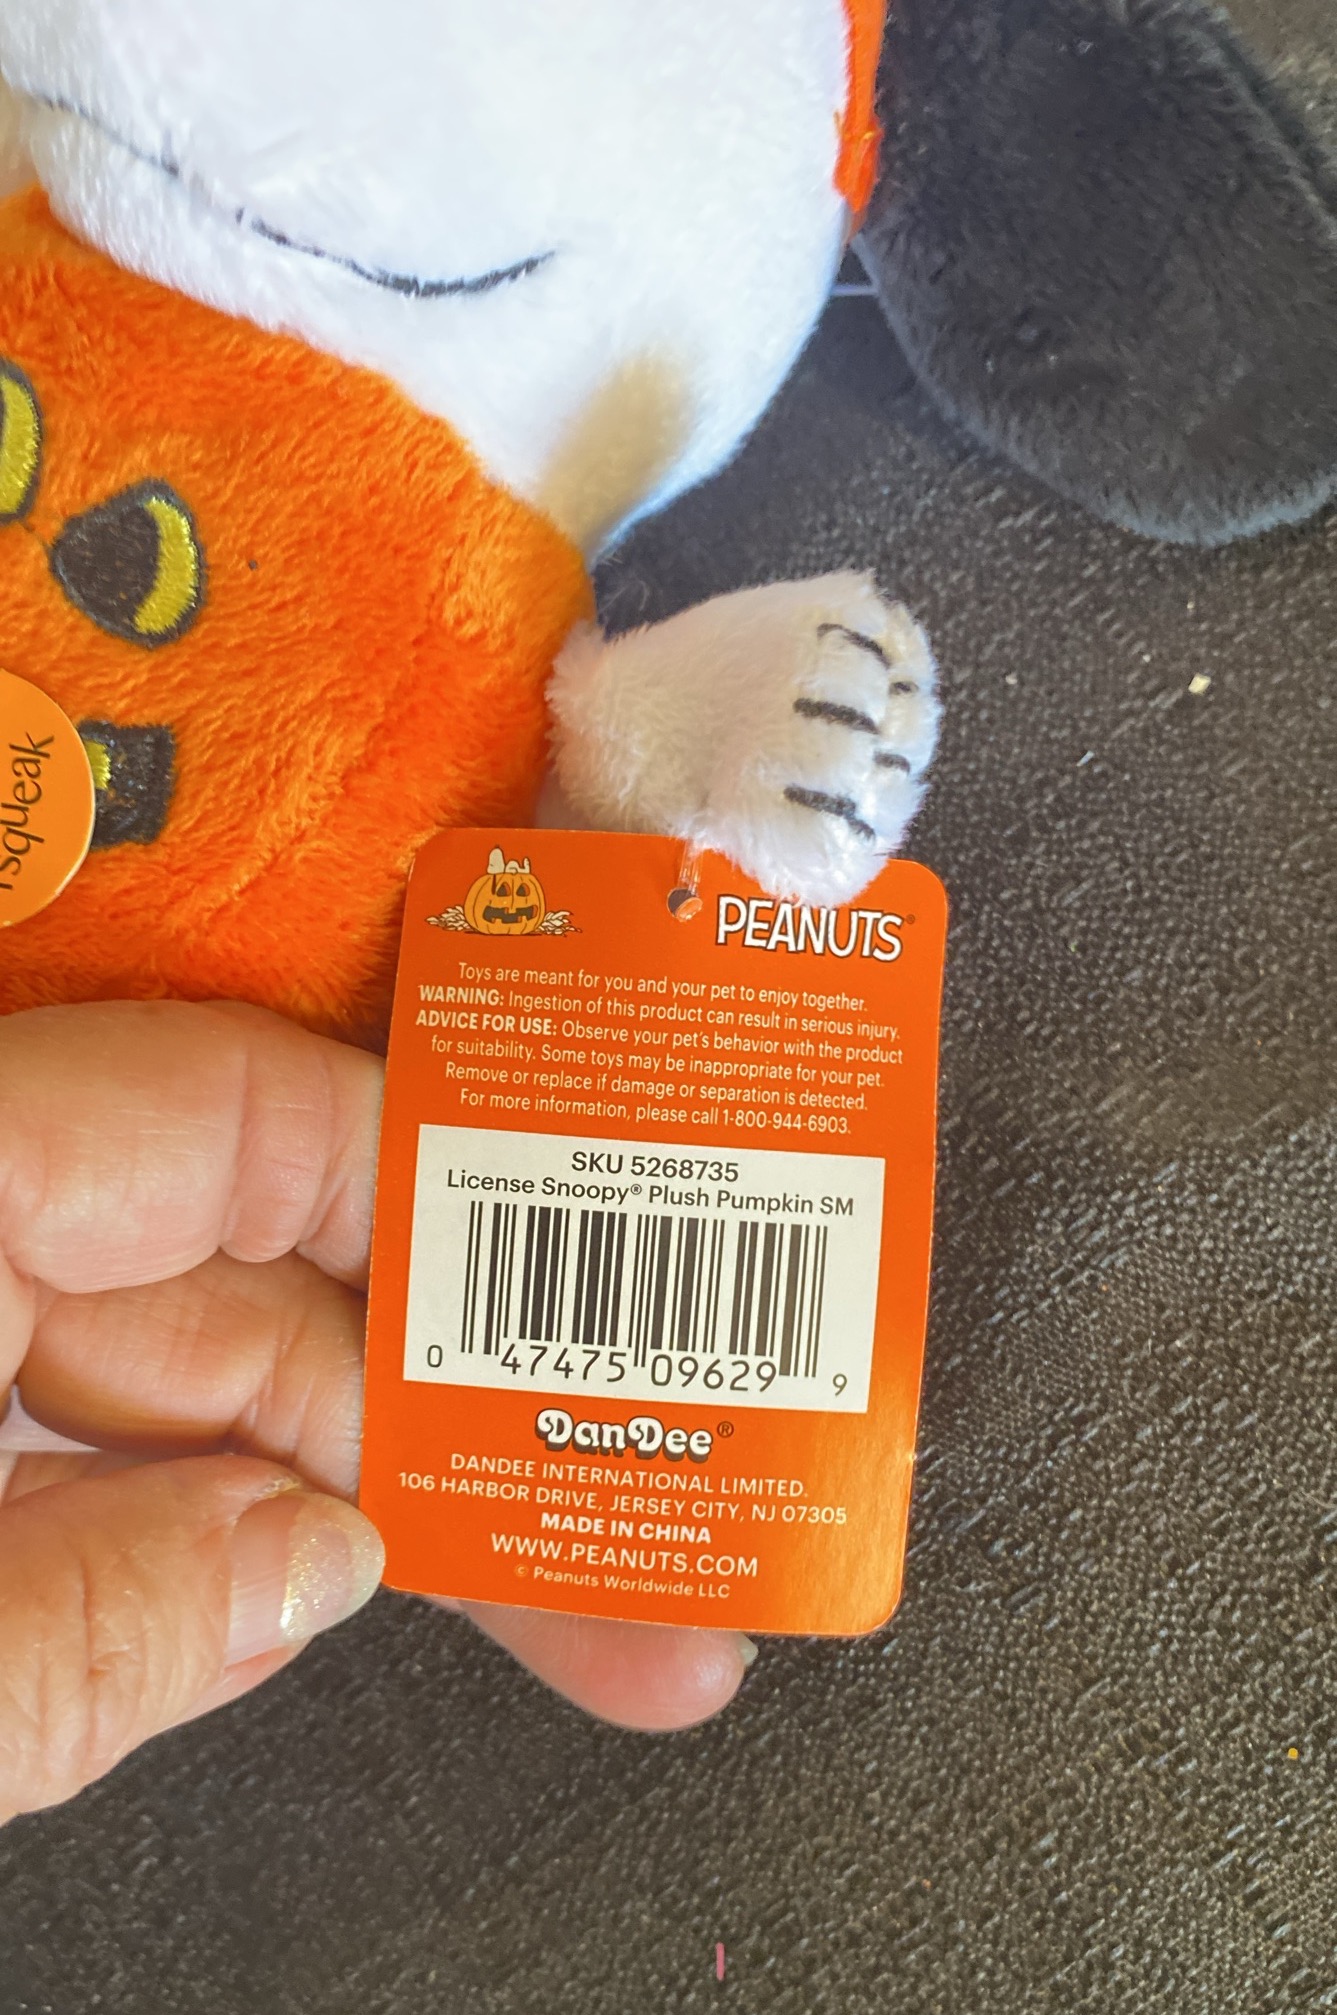 I squeak
PEANUTS®
Toys are meant for you and your pet to enjoy together.
WARNING: Ingestion of this product can result in serious injury.
ADVICE FOR USE: Observe your pet's behavior with the product
for suitability. Some toys may be inappropriate for your pet.
Remove or replace if damage or separation is detected.
For more information, please call 1-800-944-6903.
SKU 5268735
License Snoopy® Plush Pumpkin SM
0 47475 09629 9
DanDee®
DANDEE INTERNATIONAL LIMITED.
106 HARBOR DRIVE, JERSEY CITY, NJ 07305
MADE IN CHINA
WWW.PEANUTS.COM
© Peanuts Worldwide LLC